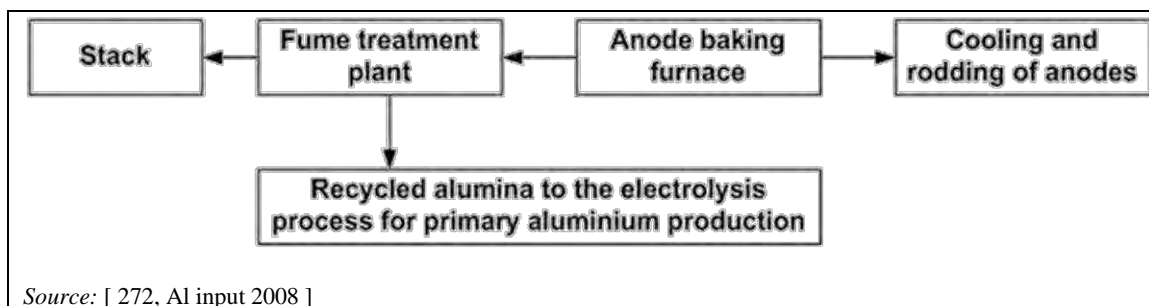 Stack
Fume treatment
plant
Anode baking
furnace
Cooling and
rodding of anodes
Recycled alumina to the electrolysis
process for primary aluminium production
Source: [ 272, Al input 2008 ]